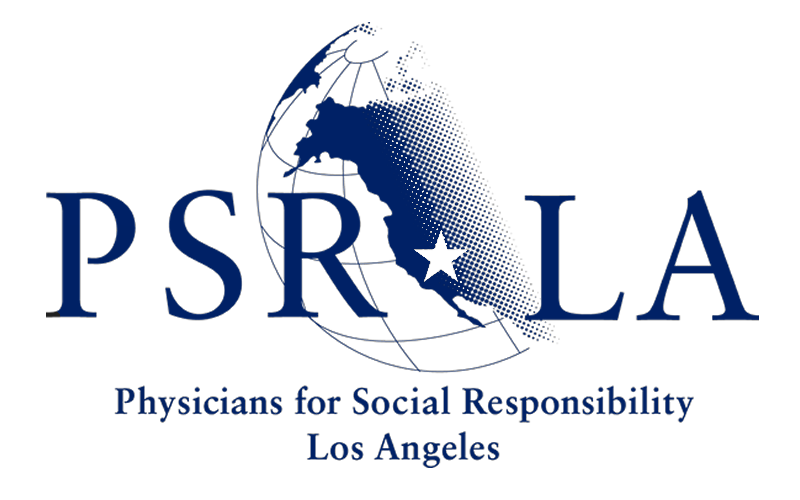 PSR LA
Physicians for Social Responsibility
Los Angeles